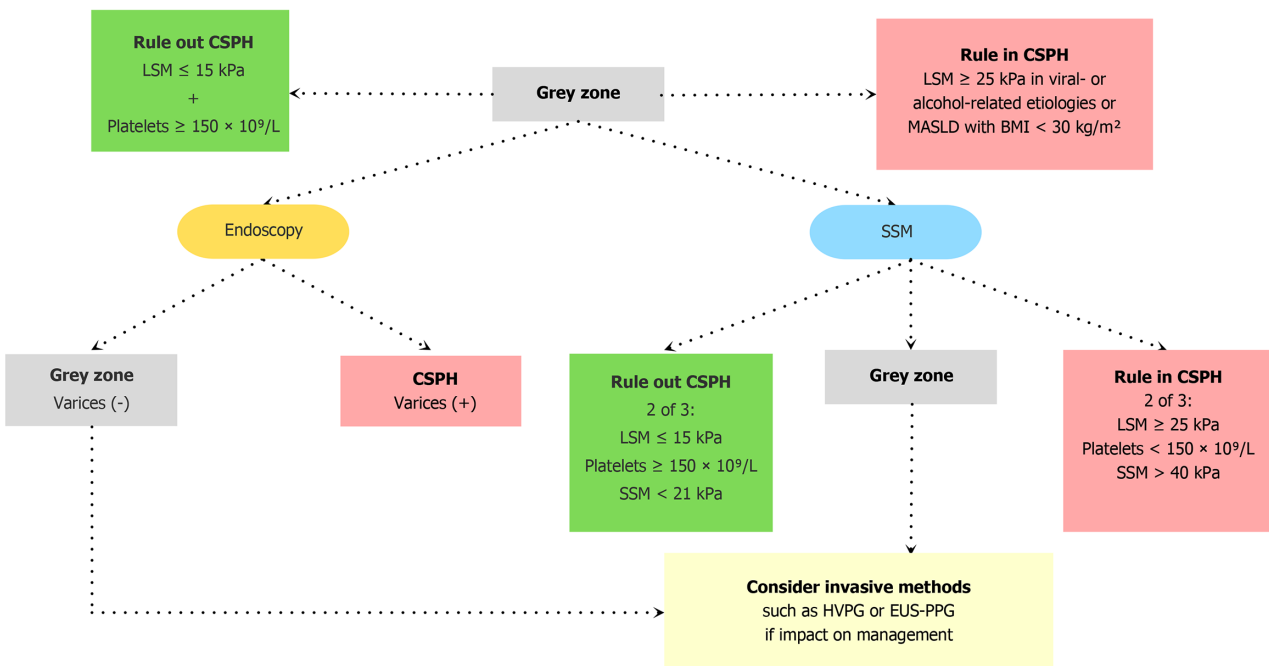 Rule out CSPH
LSM ≤ 15 kPa
+
Platelets ≥ 150 × 10⁹/L
Grey zone
Rule in CSPH
LSM ≥ 25 kPa in viral- or
alcohol-related etiologies or
MASLD with BMI < 30 kg/m²
Endoscopy
SSM
Grey zone
Varices (-)
CSPH
Varices (+)
Rule out CSPH
2 of 3:
LSM ≤ 15 kPa
Platelets ≥ 150 × 10⁹/L
SSM < 21 kPa
Grey zone
Rule in CSPH
2 of 3:
LSM ≥ 25 kPa
Platelets < 150 × 10⁹/L
SSM > 40 kPa
Consider invasive methods
such as HVPG or EUS-PPG
if impact on management